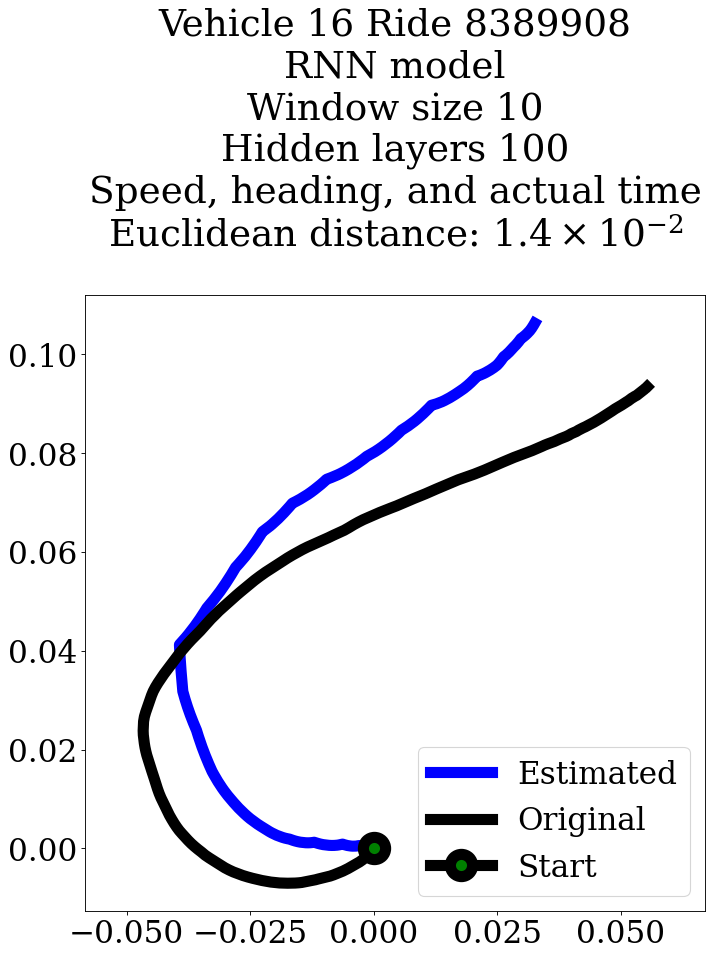 Vehicle 16 Ride 8389908
RNN model
Window size 10
Hidden layers 100
Speed, heading, and actual time
Euclidean distance: 1.4 × 10⁻²
0.10
0.08
0.06
0.04
0.02
0.00
Estimated
Original
Start
−0.050 −0.025 0.000 0.025 0.050